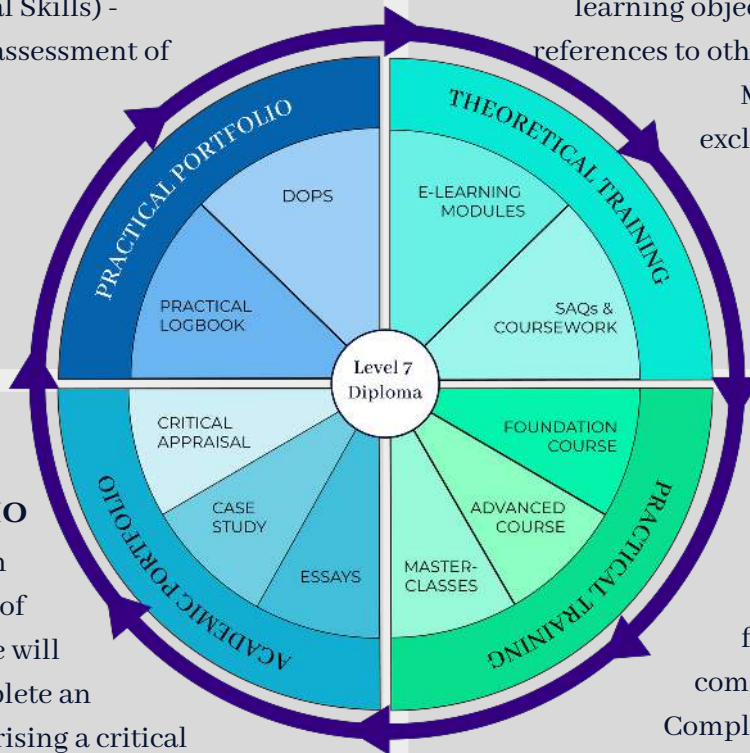 al Skills) -
assessment of
learning objec
references to oth
M
excl
PRACTICAL PORTFOLIO
DOPS
PRACTICAL
LOGBOOK
THEORETICAL TRAINING
E-LEARNING
MODULES
SAQs &
COURSEWORK
Level 7
Diploma
PRACTICAL TRAINING
FOUNDATION
COURSE
ADVANCED
COURSE
MASTER-
CLASSES
ACADEMIC PORTFOLIO
CRITICAL
APPRAISAL
CASE
STUDY
ESSAYS
IO
n
of
e will
plete an
rising a critical
f
com
Compl